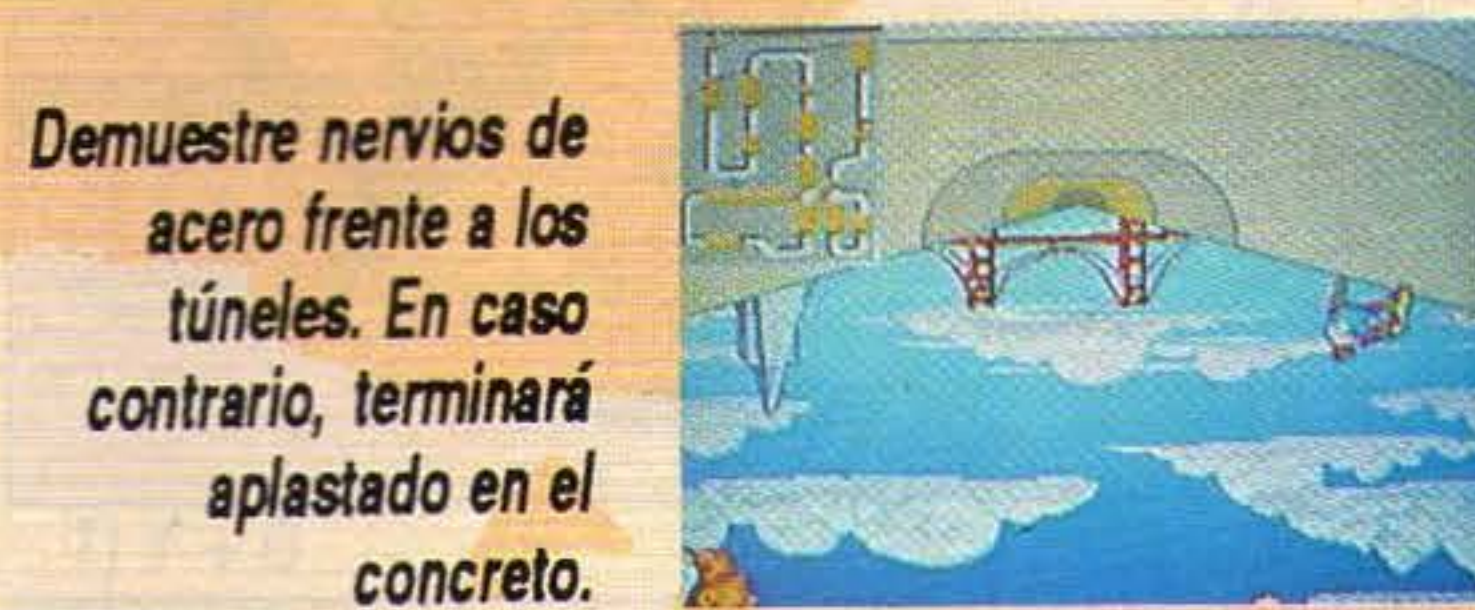 Demuestre nervios de
acero frente a los
túneles. En caso
contrario, terminará
aplastado en el
concreto.